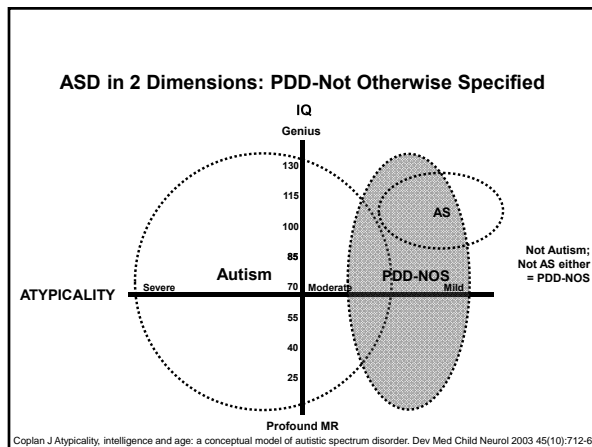 ASD in 2 Dimensions: PDD-Not Otherwise Specified
IQ
Genius
130
115
AS
100
Not Autism;
Not AS either
= PDD-NOS
85
Autism
PDD-NOS
70
ATYPICALITY
Severe
Moderate
Mild
55
40
25
Profound MR
Coplan J Atypicality, intelligence and age: a conceptual model of autistic spectrum disorder. Dev Med Child Neurol 2003 45(10):712-6